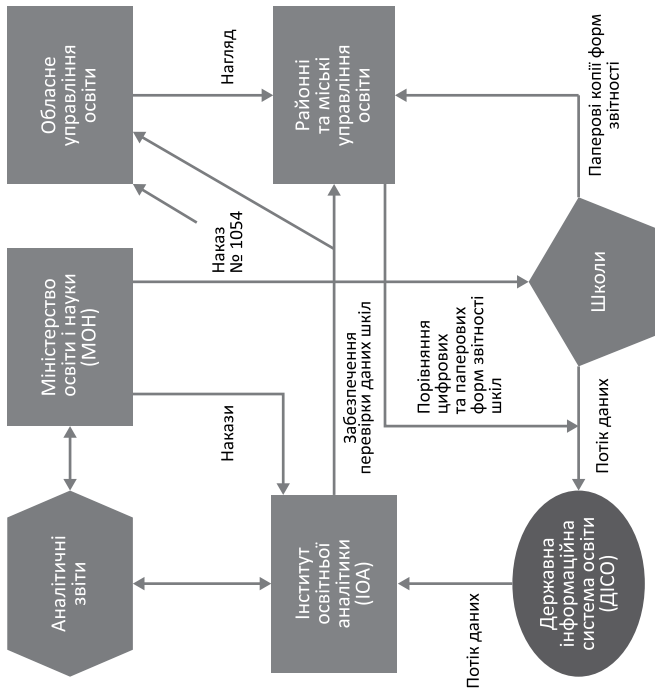 Аналітичні
звіти
Міністерство
освіти і науки
(МОН)
Обласне
управління
освіти
Накази
Наказ
№ 1054
Нагляд
Інститут
освітньої
аналітики
(ІОА)
Забезпечення
перевірки даних шкіл
Районні
та міські
управління
освіти
Порівняння
цифрових
та паперових
форм звітності
шкіл
Потік даних
Державна
інформаційна
система освіти
(ДІСО)
Потік даних
Школи
Паперові копії форм
звітності